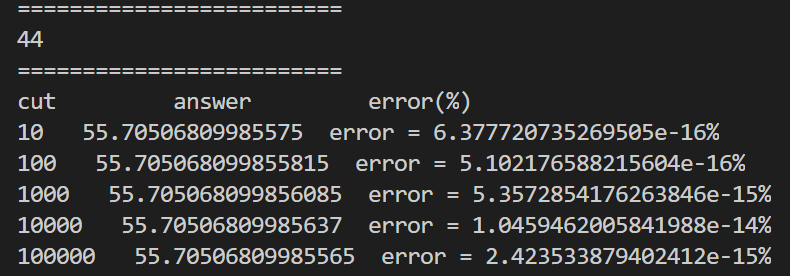 =========================
44
=========================
cut         answer         error(%)
10   55.70506809985575  error = 6.377720735269505e-16%
100   55.705068099855815  error = 5.102176588215604e-16%
1000   55.705068099856085  error = 5.3572854176263846e-15%
10000   55.70506809985637  error = 1.0459462005841988e-14%
100000   55.70506809985565  error = 2.423533879402412e-15%